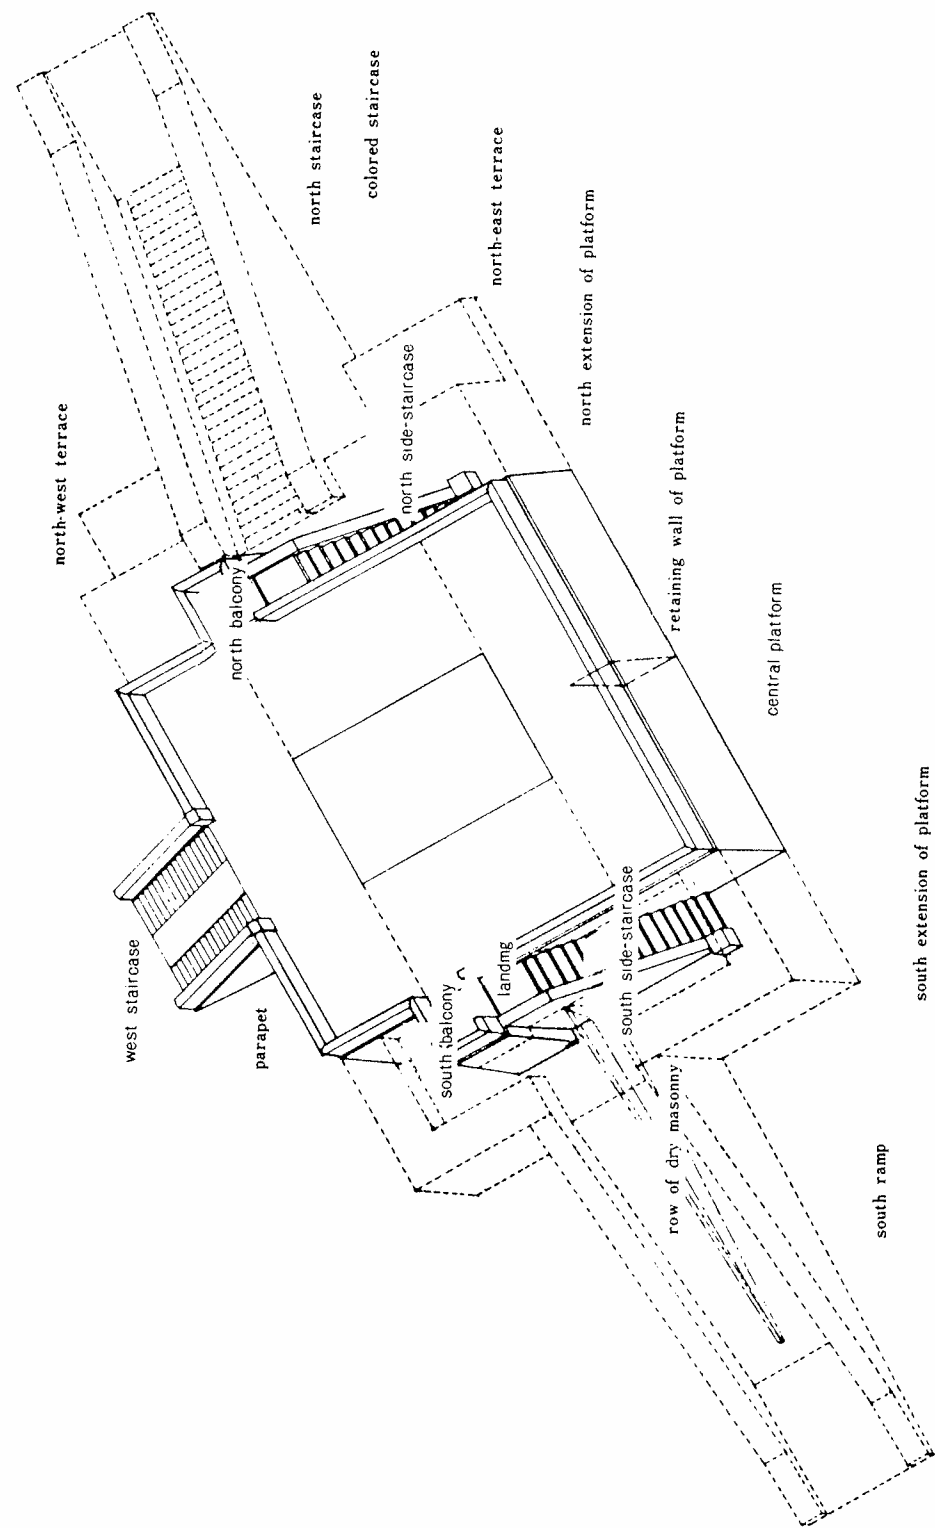 north staircase
colored staircase
north-east terrace
north extension of platform
north-west terrace
north side-staircase
north balcony
retaining wall of platform
central platform
west staircase
parapet
south balcony
landmg
south side-staircase
south extension of platform
row of dry masonny
south ramp